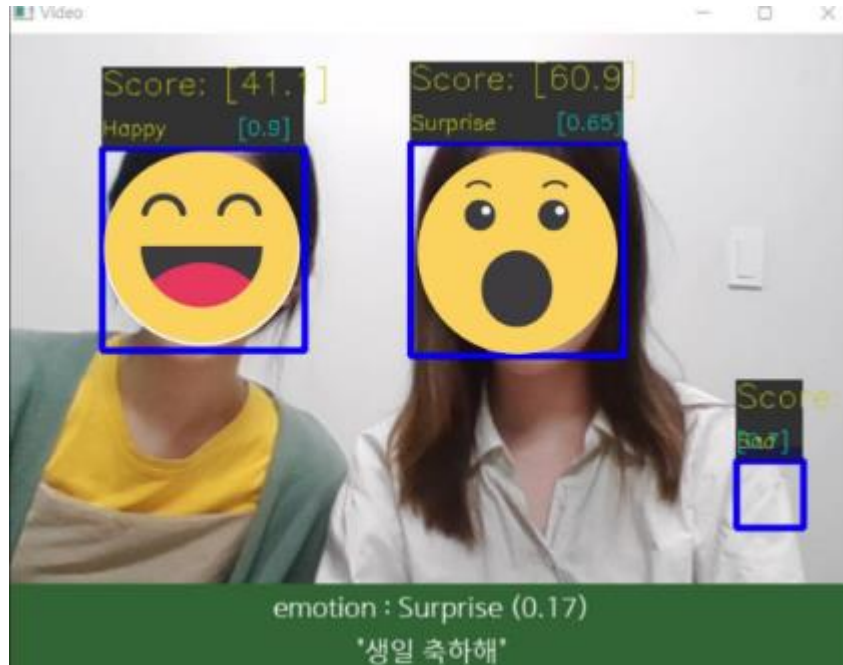 Video
Score: [41.1]
Happy [0.9]
Score: [60.9]
Surprise [0.65]
Score:
emotion : Surprise (0.17)
"생일 축하해"